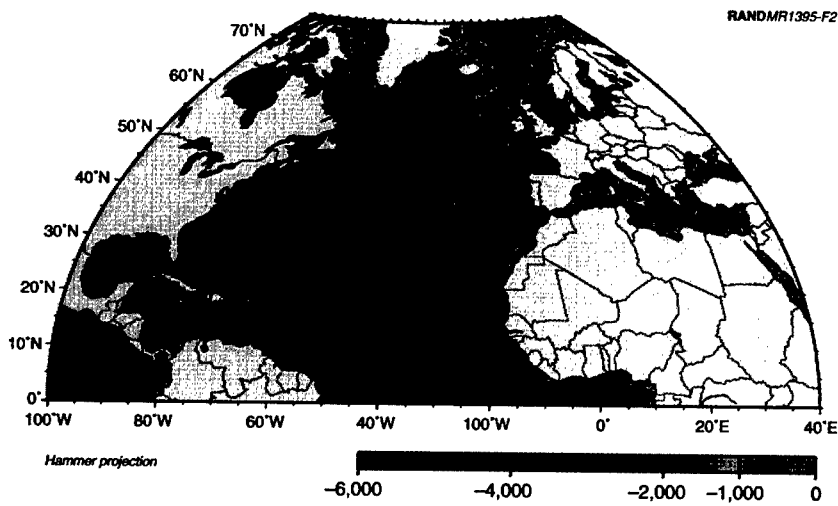 RANDMR1395-F2
70˚N
60˚N
50˚N
40˚N
30˚N
20˚N
10˚N
0˚
100˚W 80˚W 60˚W 40˚W 100˚W 0˚ 20˚E 40˚E
Hammer projection
–6,000 –4,000 –2,000 –1,000 0